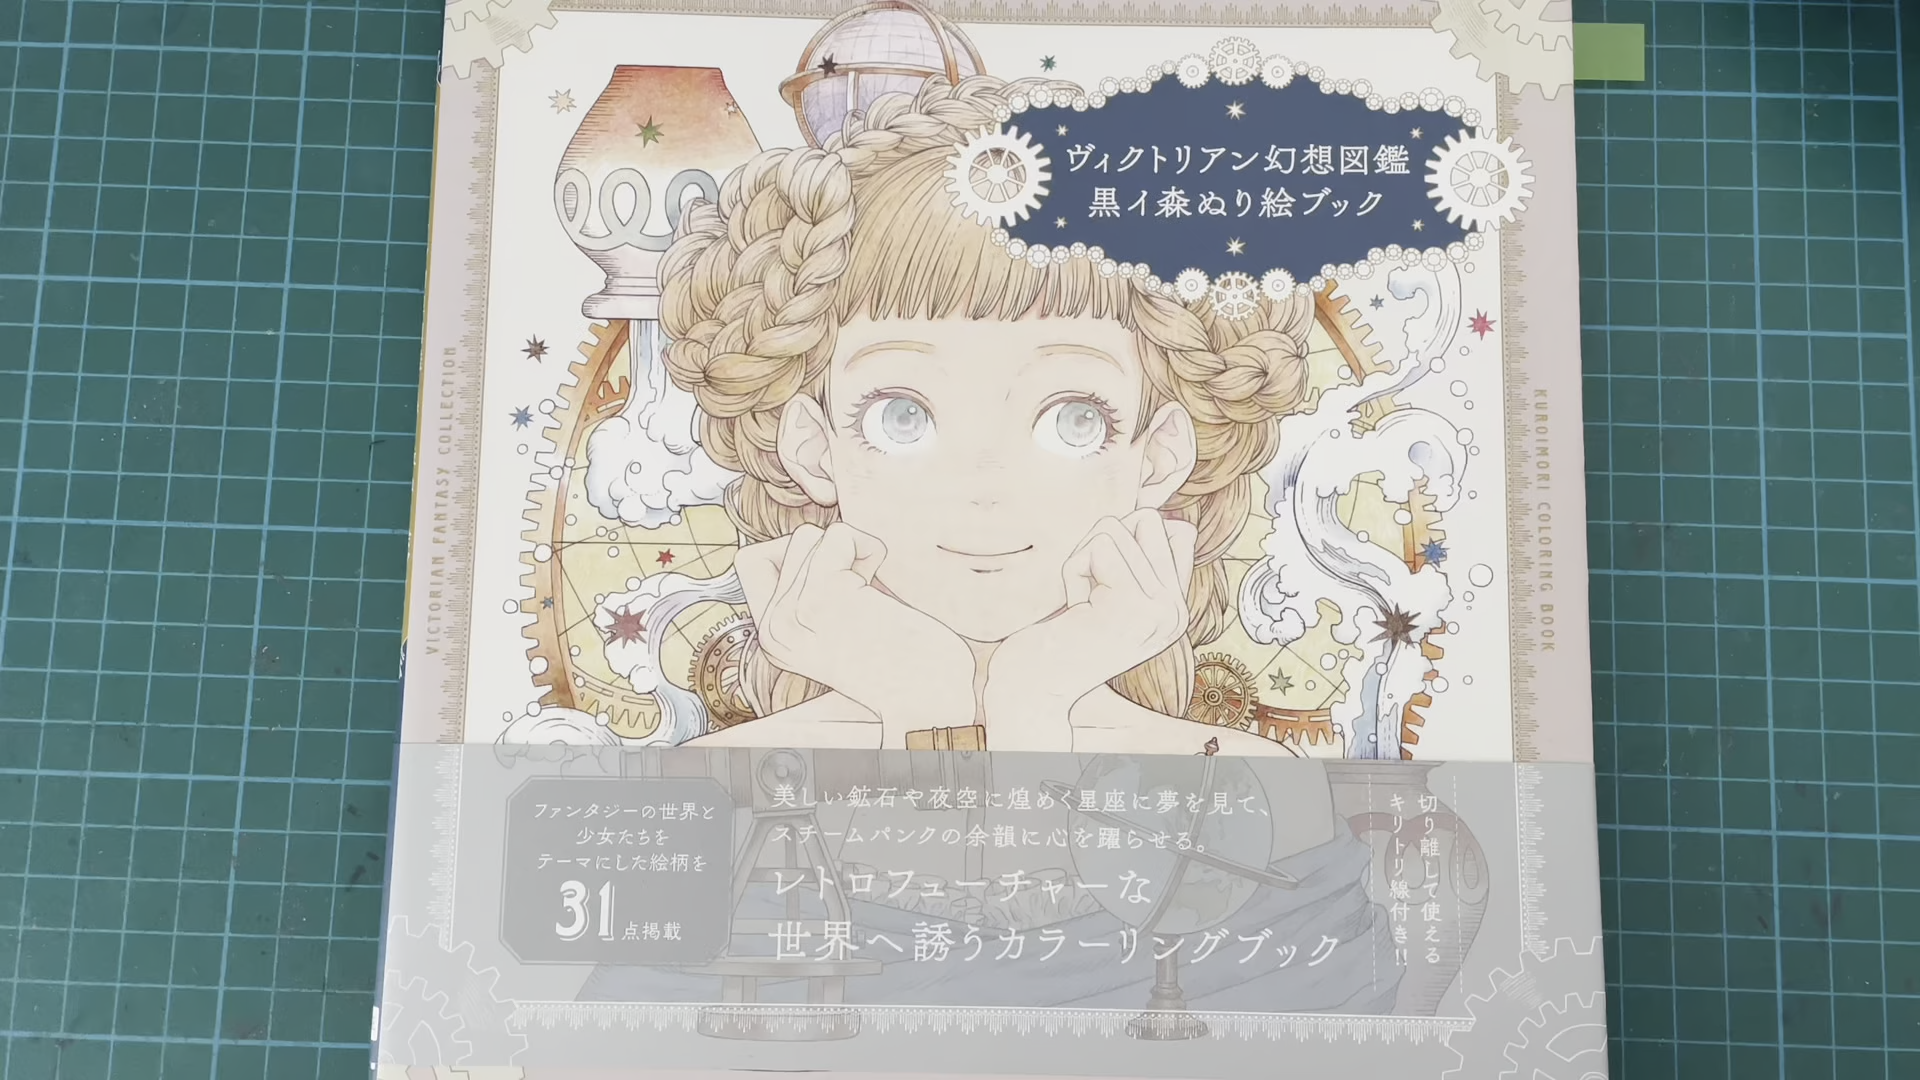 ヴィクトリアン幻想図鑑
黒イ森ぬり絵ブック
VICTORIAN FANTASY COLLECTION
KUROIMORI COLORING BOOK
ファンタジーの世界と
少女たちを
テーマにした絵柄を
31点掲載
美しい鉱石や夜空に煌めく星座に夢を見て、
スチームパンクの余韻に心を躍らせる。
レトロフューチャーな
世界へ誘うカラーリングブック
切り離して使える
キリトリ線付き!!